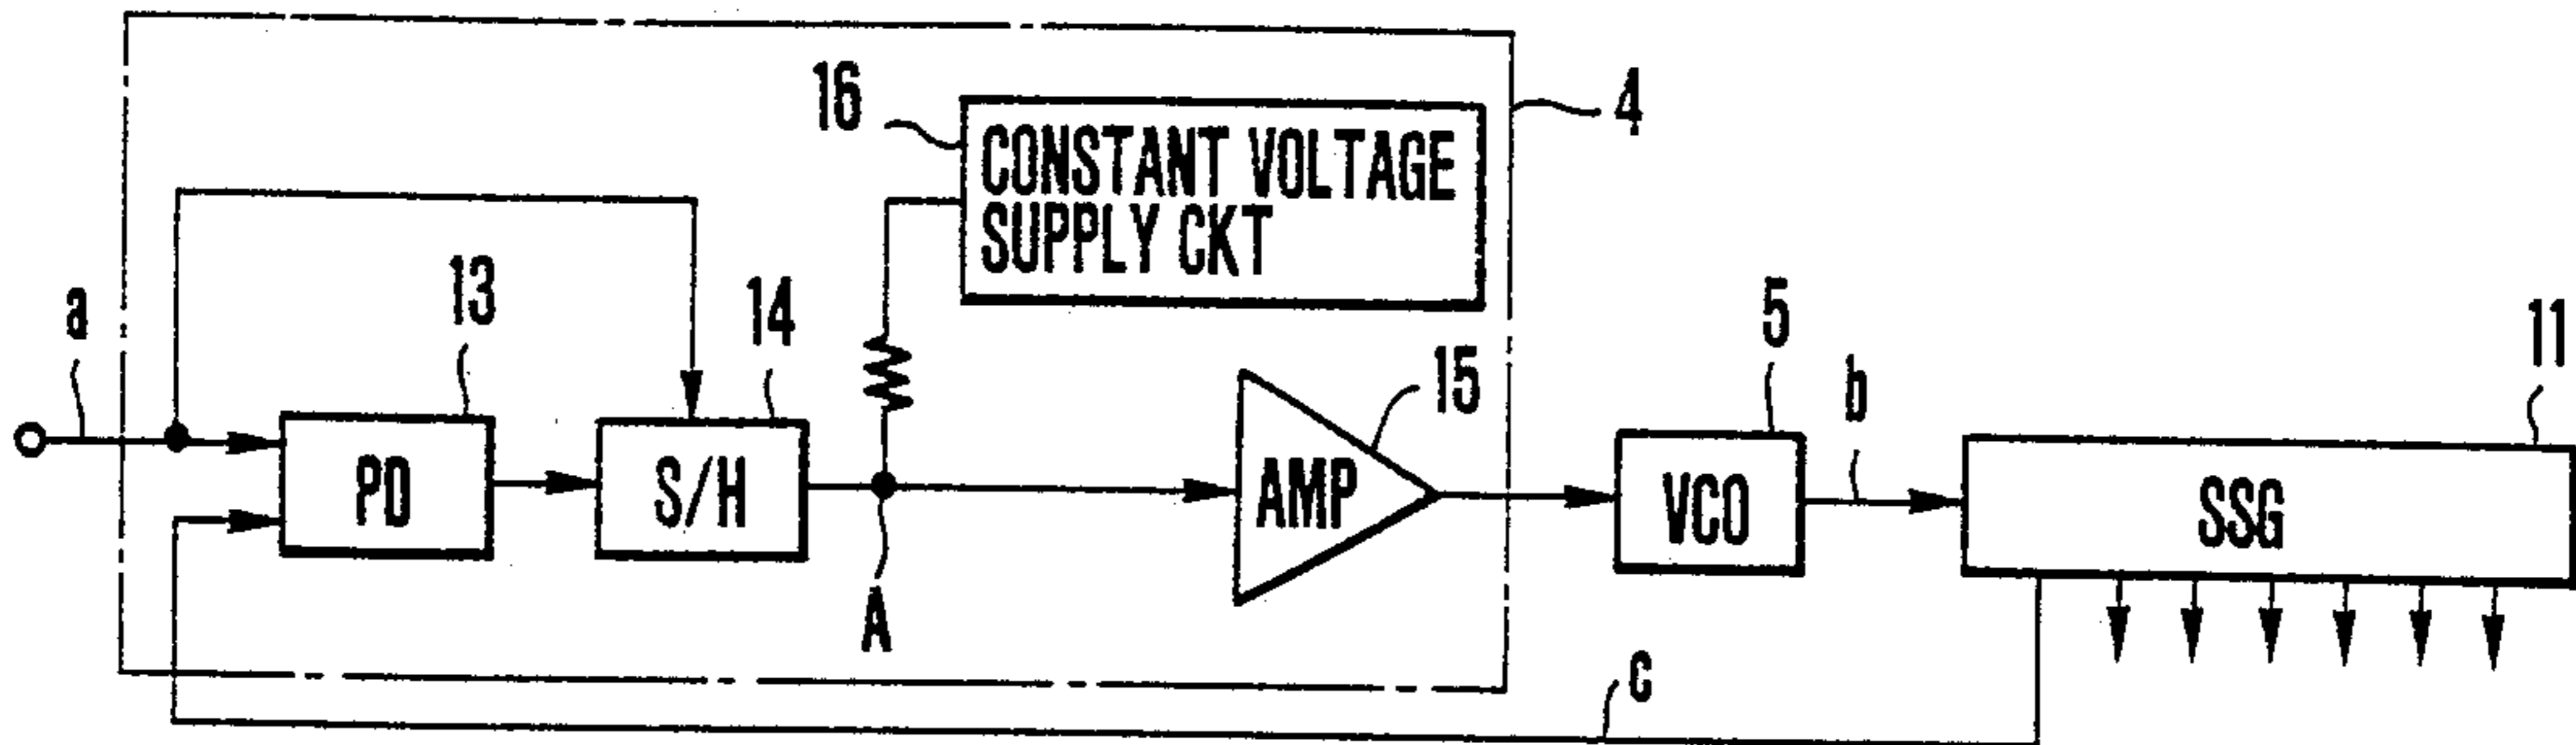 16
CONSTANT VOLTAGE
SUPPLY CKT
4
a
13
14
15
5
b
11
PD
S/H
AMP
VCO
SSG
A
C